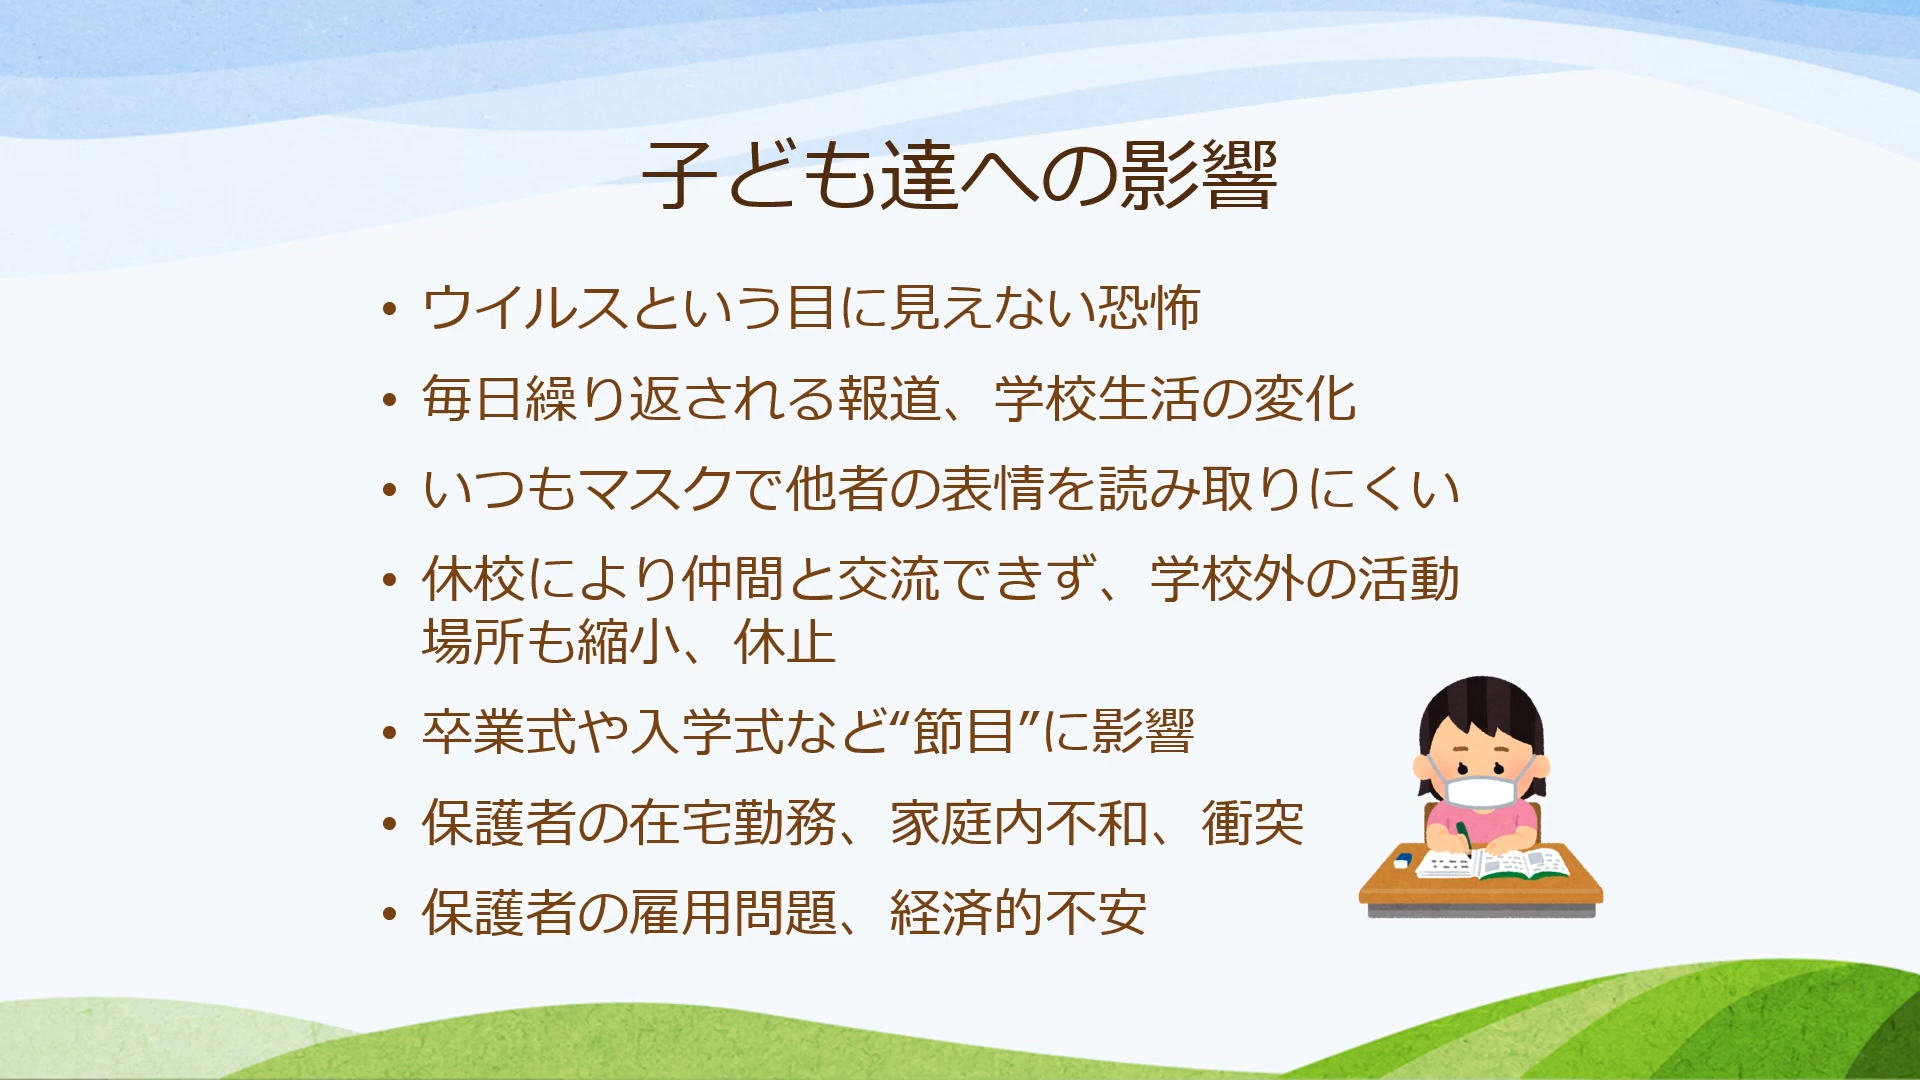 子ども達への影響
• ウイルスという目に見えない恐怖
• 毎日繰り返される報道、学校生活の変化
• いつもマスクで他者の表情を読み取りにくい
• 休校により仲間と交流できず、学校外の活動
場所も縮小、休止
• 卒業式や入学式など“節目”に影響
• 保護者の在宅勤務、家庭内不和、衝突
• 保護者の雇用問題、経済的不安